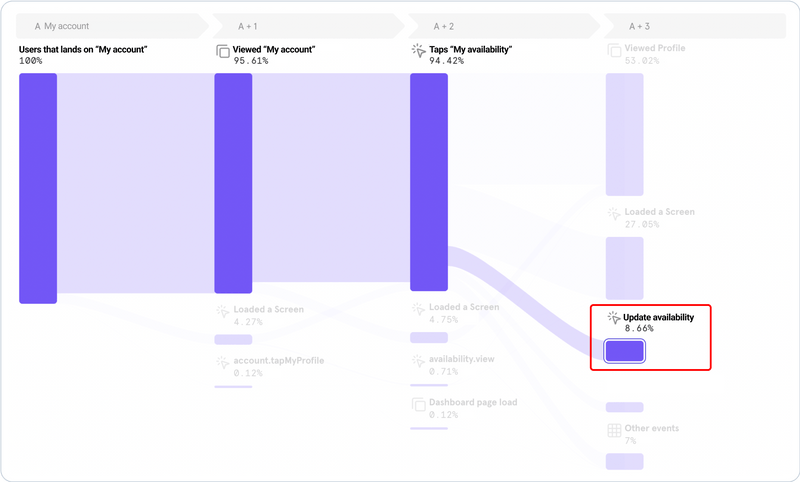 A My account
A + 1
A + 2
A + 3
Users that lands on “My account”
100%
Viewed “My account”
95.61%
Taps “My availability”
94.42%
Viewed Profile
53.02%
Loaded a Screen
27.05%
Loaded a Screen
4.27%
Loaded a Screen
4.75%
Update availability
8.66%
account.tapMyProfile
0.12%
availability.view
0.71%
Dashboard page load
0.12%
Other events
7%